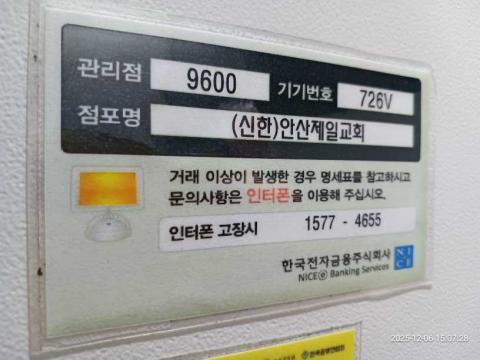 관리점 9600 기기번호 726V
점포명 (신한)안산제일교회
거래 이상이 발생한 경우 명세표를 참고하시고
문의사항은 인터폰을 이용해 주십시오.
인터폰 고장시 1577 - 4655
한국전자금융주식회사
NICEⓔ Banking Services
NI
CE
2025-12-06 15:07:28